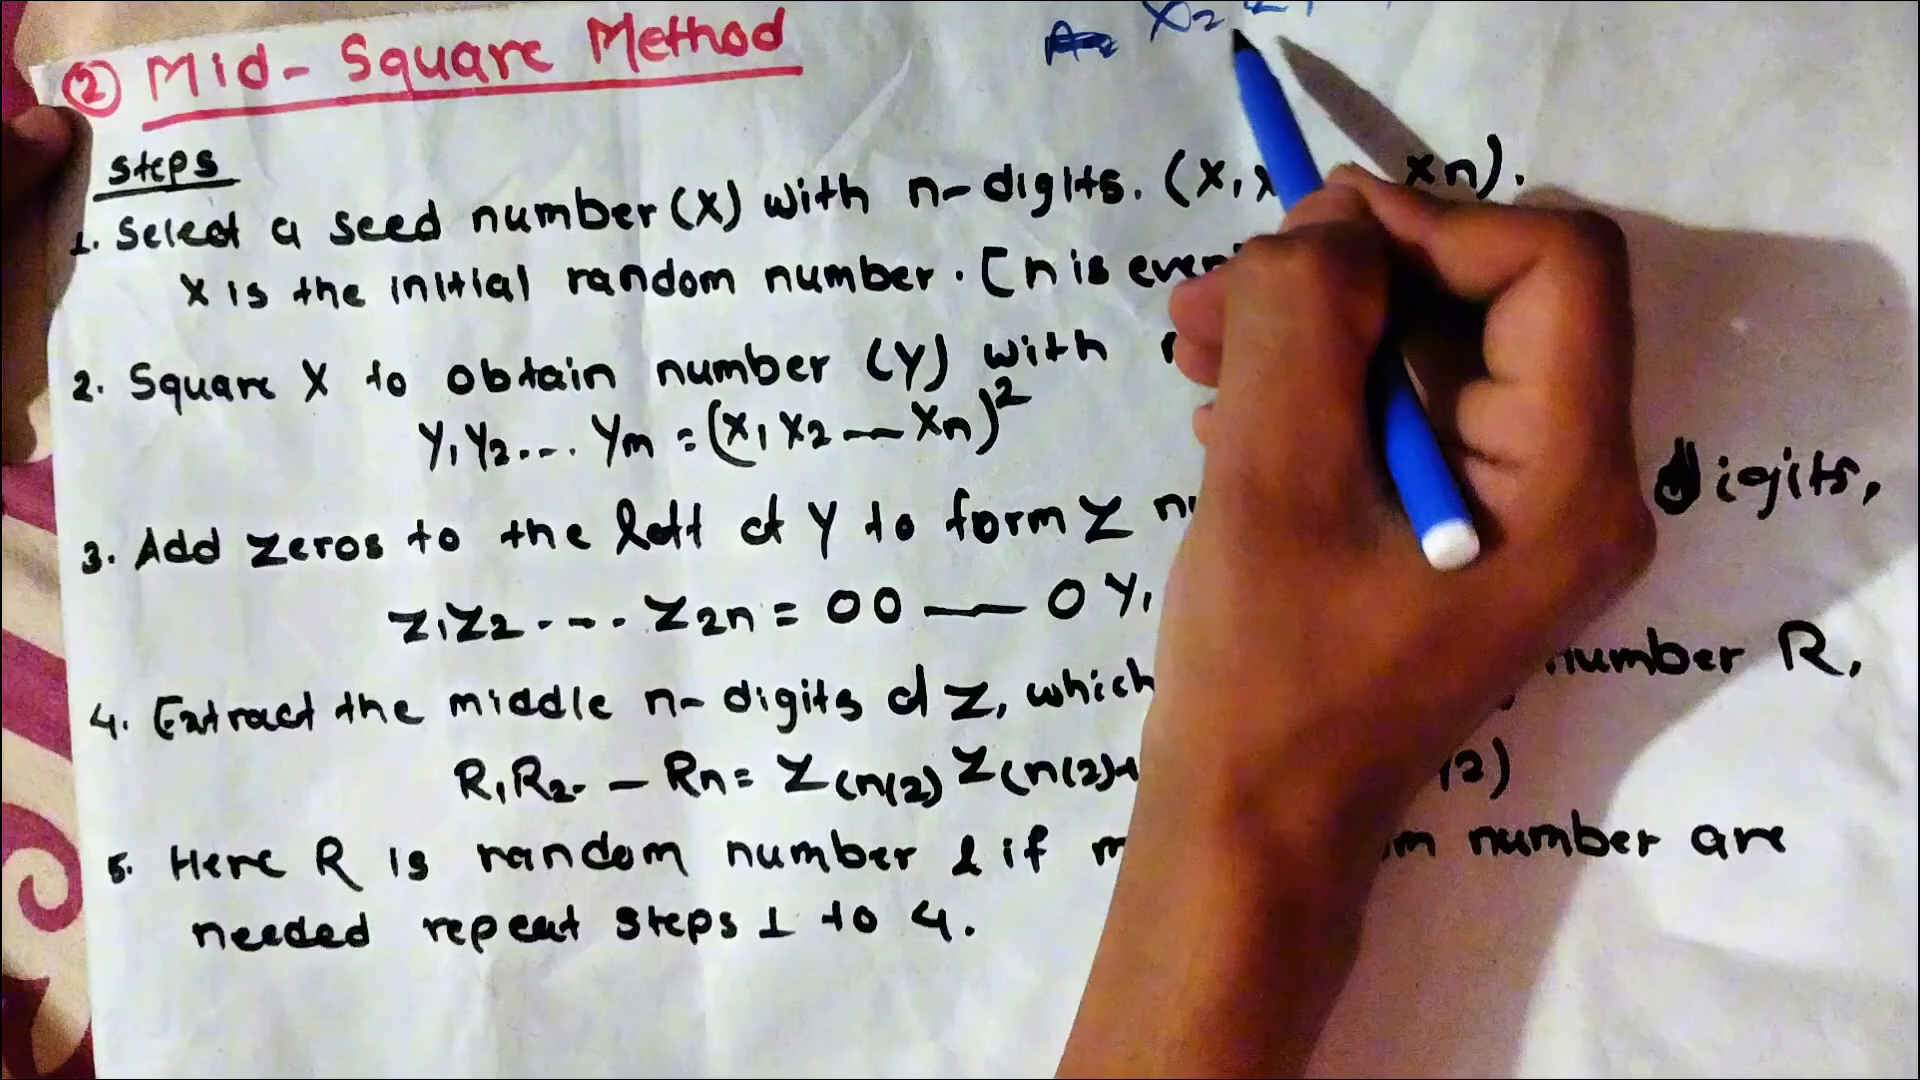 ② Mid-Square Method
X2
Steps
1. Select a seed number (X) with n-digits. (X1 xn).
X is the initial random number. [n is even
2. Square X to obtain number (Y) with
Y1Y2... Ym = (X1 X2 — Xn)2
3. Add zeros to the left of Y to form Z digits,
Z1Z2.... Z2n = 00 — 0 Y1
4. Extract the middle n-digits of Z, which number R,
R1R2. — Rn = Z(n/2) Z(n/2)+ 12)
5. Here R is random number & if number are
needed repeat steps 1 to 4.